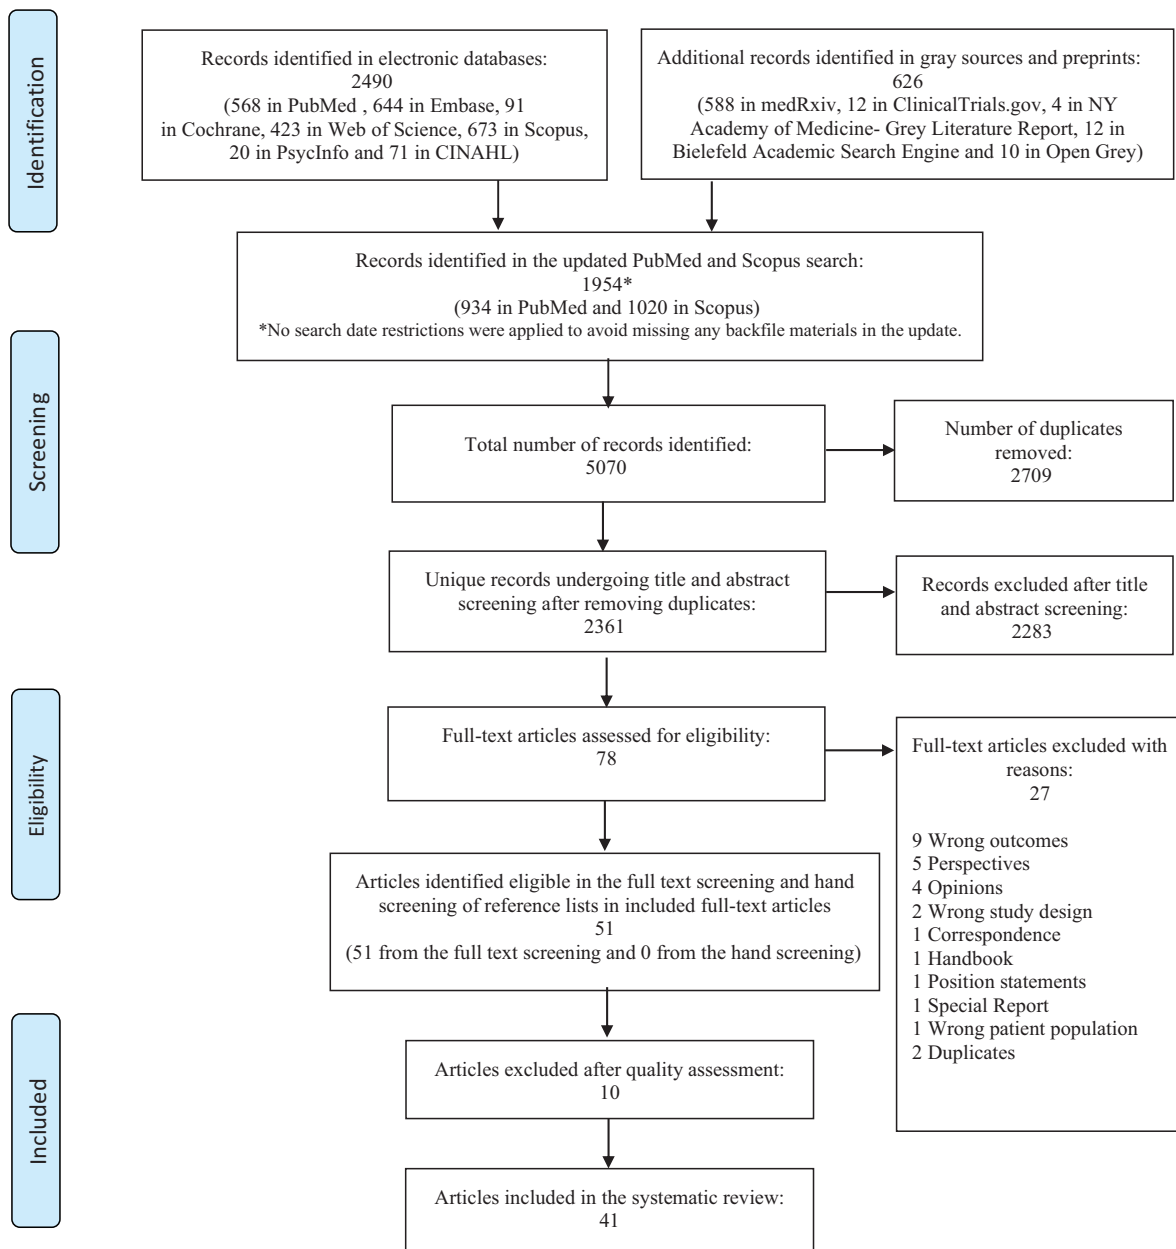 Identification
Records identified in electronic databases:
2490
(568 in PubMed , 644 in Embase, 91
in Cochrane, 423 in Web of Science, 673 in Scopus,
20 in PsycInfo and 71 in CINAHL)
Additional records identified in gray sources and preprints:
626
(588 in medRxiv, 12 in ClinicalTrials.gov, 4 in NY
Academy of Medicine- Grey Literature Report, 12 in
Bielefeld Academic Search Engine and 10 in Open Grey)
Records identified in the updated PubMed and Scopus search:
1954*
(934 in PubMed and 1020 in Scopus)
*No search date restrictions were applied to avoid missing any backfile materials in the update.
Screening
Total number of records identified:
5070
Number of duplicates
removed:
2709
Unique records undergoing title and abstract
screening after removing duplicates:
2361
Records excluded after title
and abstract screening:
2283
Eligibility
Full-text articles assessed for eligibility:
78
Full-text articles excluded with
reasons:
27
9 Wrong outcomes
5 Perspectives
4 Opinions
2 Wrong study design
1 Correspondence
1 Handbook
1 Position statements
1 Special Report
1 Wrong patient population
2 Duplicates
Articles identified eligible in the full text screening and hand
screening of reference lists in included full-text articles
51
(51 from the full text screening and 0 from the hand screening)
Included
Articles excluded after quality assessment:
10
Articles included in the systematic review:
41